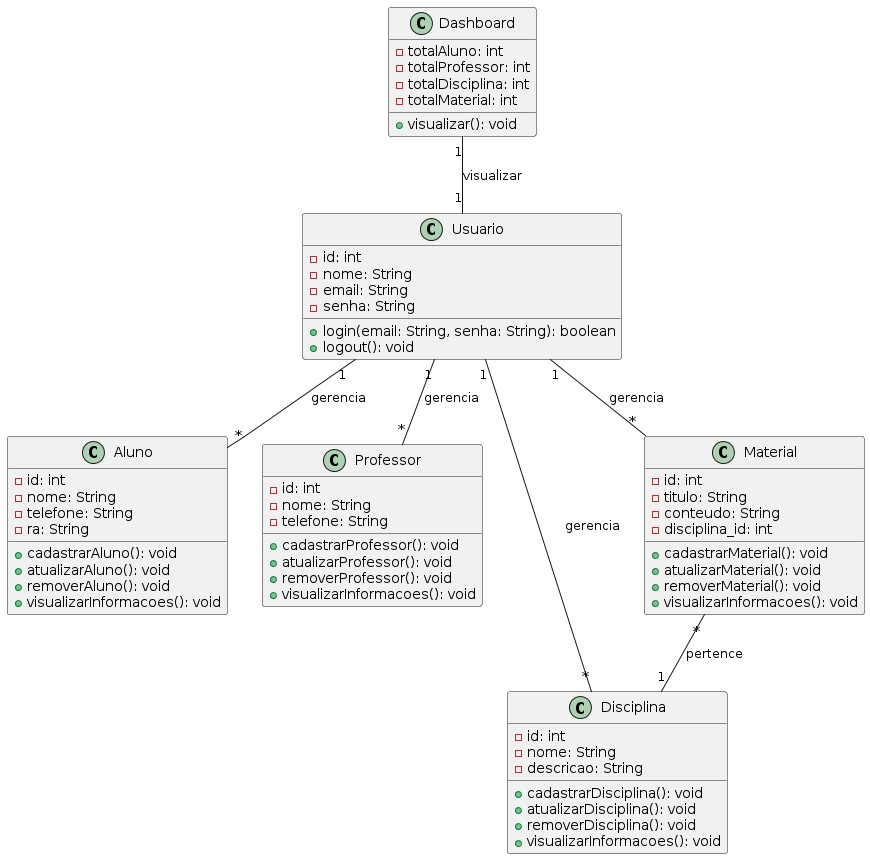 C Dashboard
totalAluno: int
totalProfessor: int
totalDisciplina: int
totalMaterial: int
visualizar(): void
1
visualizar
1
C Usuario
id: int
nome: String
email: String
senha: String
login(email: String, senha: String): boolean
logout(): void
1
gerencia
*
1
gerencia
*
1
gerencia
*
1
gerencia
*
C Aluno
id: int
nome: String
telefone: String
ra: String
cadastrarAluno(): void
atualizarAluno(): void
removerAluno(): void
visualizarInformacoes(): void
C Professor
id: int
nome: String
telefone: String
cadastrarProfessor(): void
atualizarProfessor(): void
removerProfessor(): void
visualizarInformacoes(): void
C Material
id: int
titulo: String
conteudo: String
disciplina_id: int
cadastrarMaterial(): void
atualizarMaterial(): void
removerMaterial(): void
visualizarInformacoes(): void
*
pertence
1
C Disciplina
id: int
nome: String
descricao: String
cadastrarDisciplina(): void
atualizarDisciplina(): void
removerDisciplina(): void
visualizarInformacoes(): void